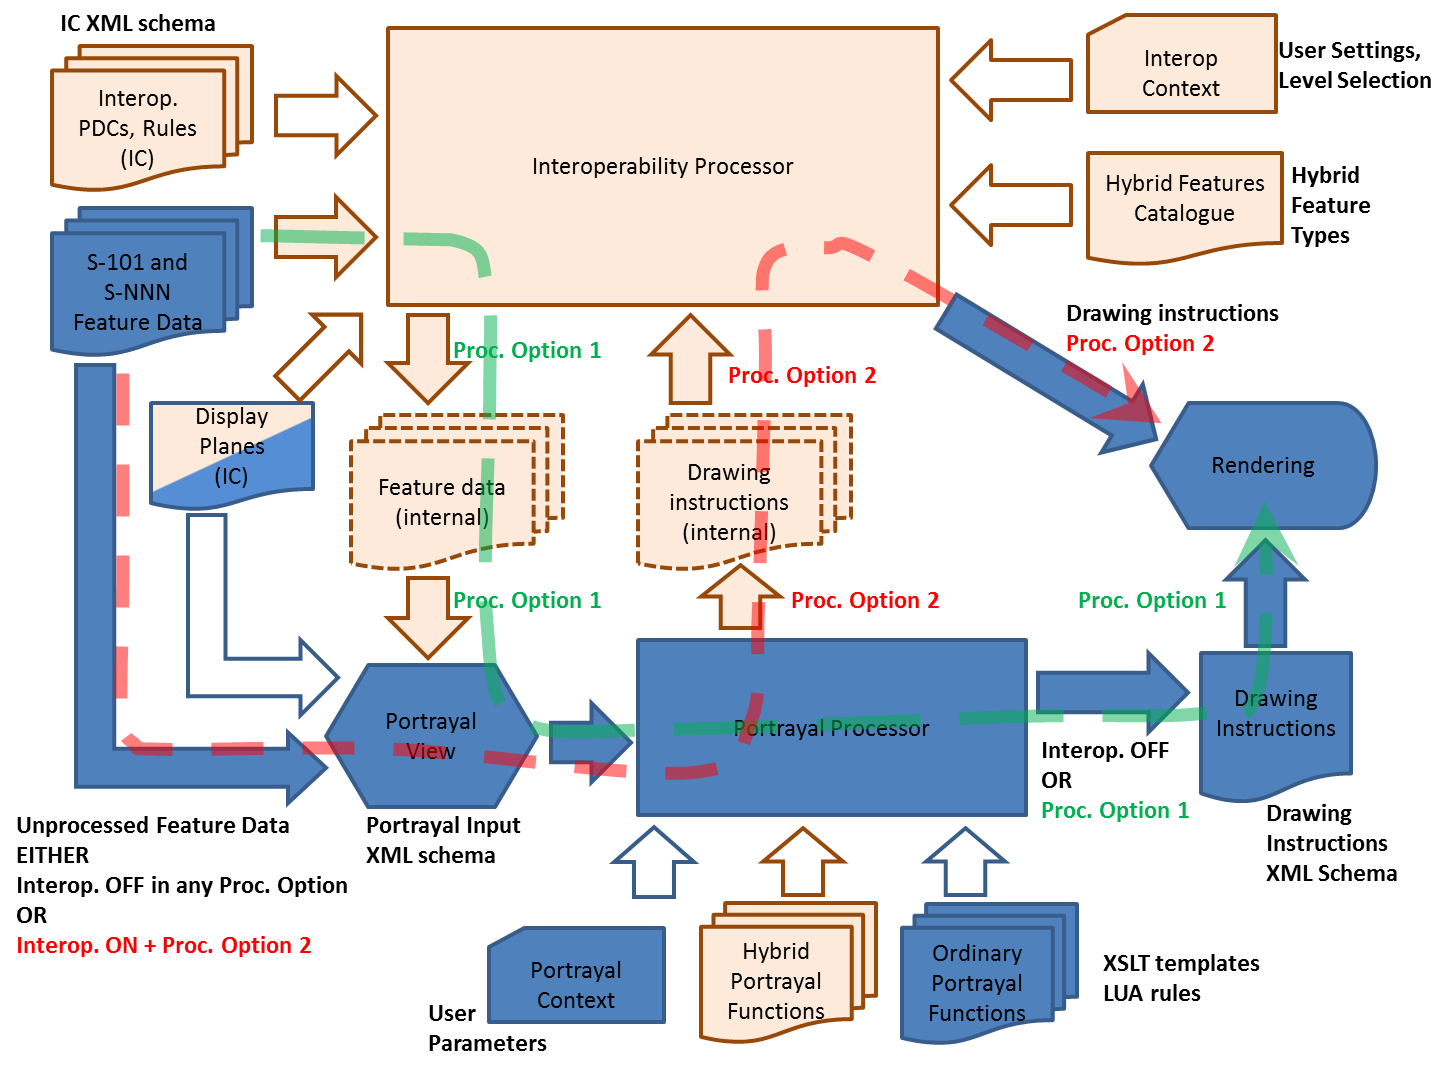 IC XML schema
Interop.
PDCs, Rules
(IC)
Interoperability Processor
Interop
Context
User Settings,
Level Selection
Hybrid Features
Catalogue
Hybrid
Feature
Types
S-101 and
S-NNN
Feature Data
Drawing instructions
Proc. Option 2
Proc. Option 1
Proc. Option 2
Display
Planes
(IC)
Feature data
(internal)
Drawing
instructions
(internal)
Rendering
Proc. Option 1
Proc. Option 2
Proc. Option 1
Portrayal
View
Portrayal Processor
Drawing
Instructions
Interop. OFF
OR
Proc. Option 1
Unprocessed Feature Data
EITHER
Interop. OFF in any Proc. Option
OR
Interop. ON + Proc. Option 2
Portrayal Input
XML schema
Drawing
Instructions
XML Schema
Portrayal
Context
User
Parameters
Hybrid
Portrayal
Functions
Ordinary
Portrayal
Functions
XSLT templates
LUA rules